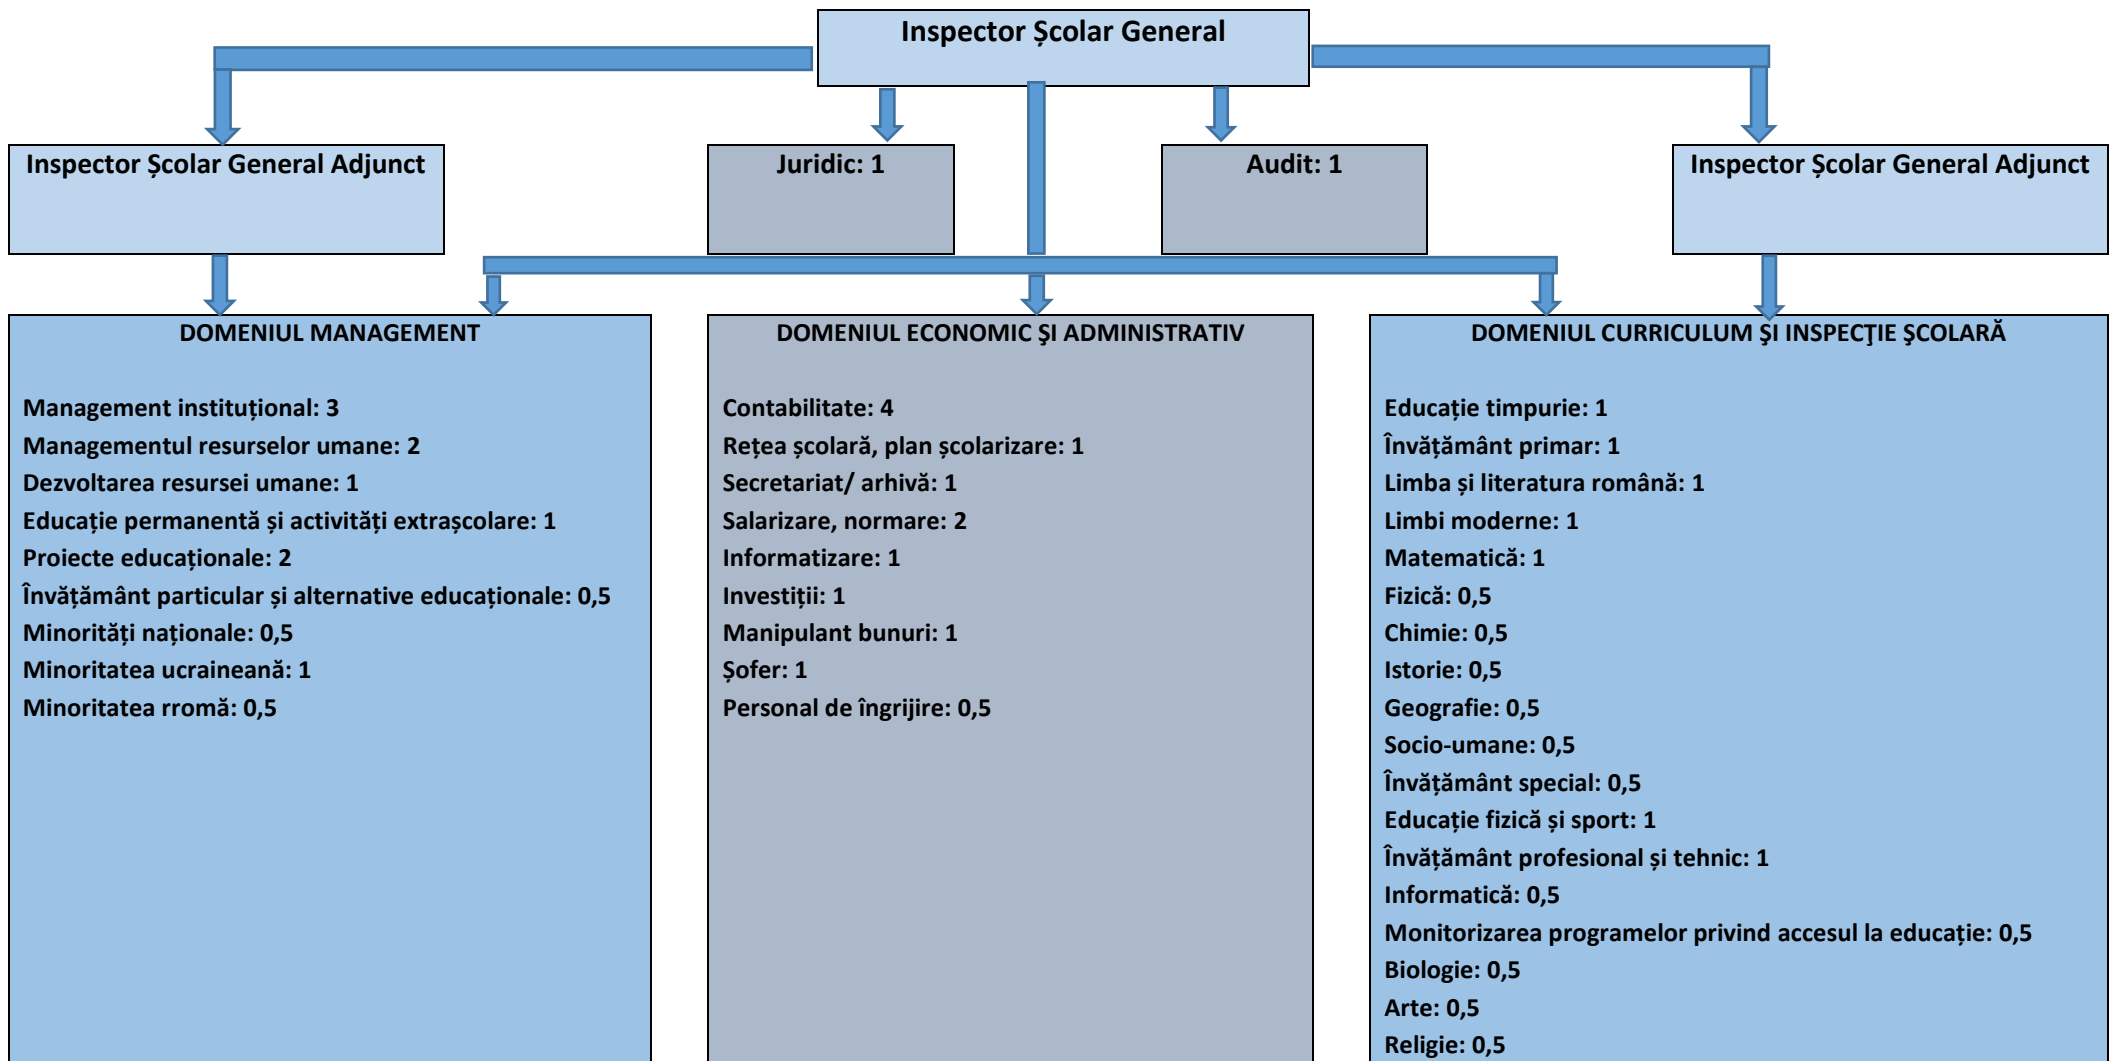 Inspector Școlar General
Inspector Școlar General Adjunct
Juridic: 1
Audit: 1
Inspector Școlar General Adjunct
DOMENIUL MANAGEMENT
Management instituțional: 3
Managementul resurselor umane: 2
Dezvoltarea resursei umane: 1
Educație permanentă și activități extrașcolare: 1
Proiecte educaționale: 2
Învățământ particular și alternative educaționale: 0,5
Minorități naționale: 0,5
Minoritatea ucraineană: 1
Minoritatea rromă: 0,5
DOMENIUL ECONOMIC ŞI ADMINISTRATIV
Contabilitate: 4
Rețea școlară, plan școlarizare: 1
Secretariat/ arhivă: 1
Salarizare, normare: 2
Informatizare: 1
Investiții: 1
Manipulant bunuri: 1
Șofer: 1
Personal de îngrijire: 0,5
DOMENIUL CURRICULUM ŞI INSPECŢIE ŞCOLARĂ
Educație timpurie: 1
Învățământ primar: 1
Limba și literatura română: 1
Limbi moderne: 1
Matematică: 1
Fizică: 0,5
Chimie: 0,5
Istorie: 0,5
Geografie: 0,5
Socio-umane: 0,5
Învățământ special: 0,5
Educație fizică și sport: 1
Învățământ profesional și tehnic: 1
Informatică: 0,5
Monitorizarea programelor privind accesul la educație: 0,5
Biologie: 0,5
Arte: 0,5
Religie: 0,5